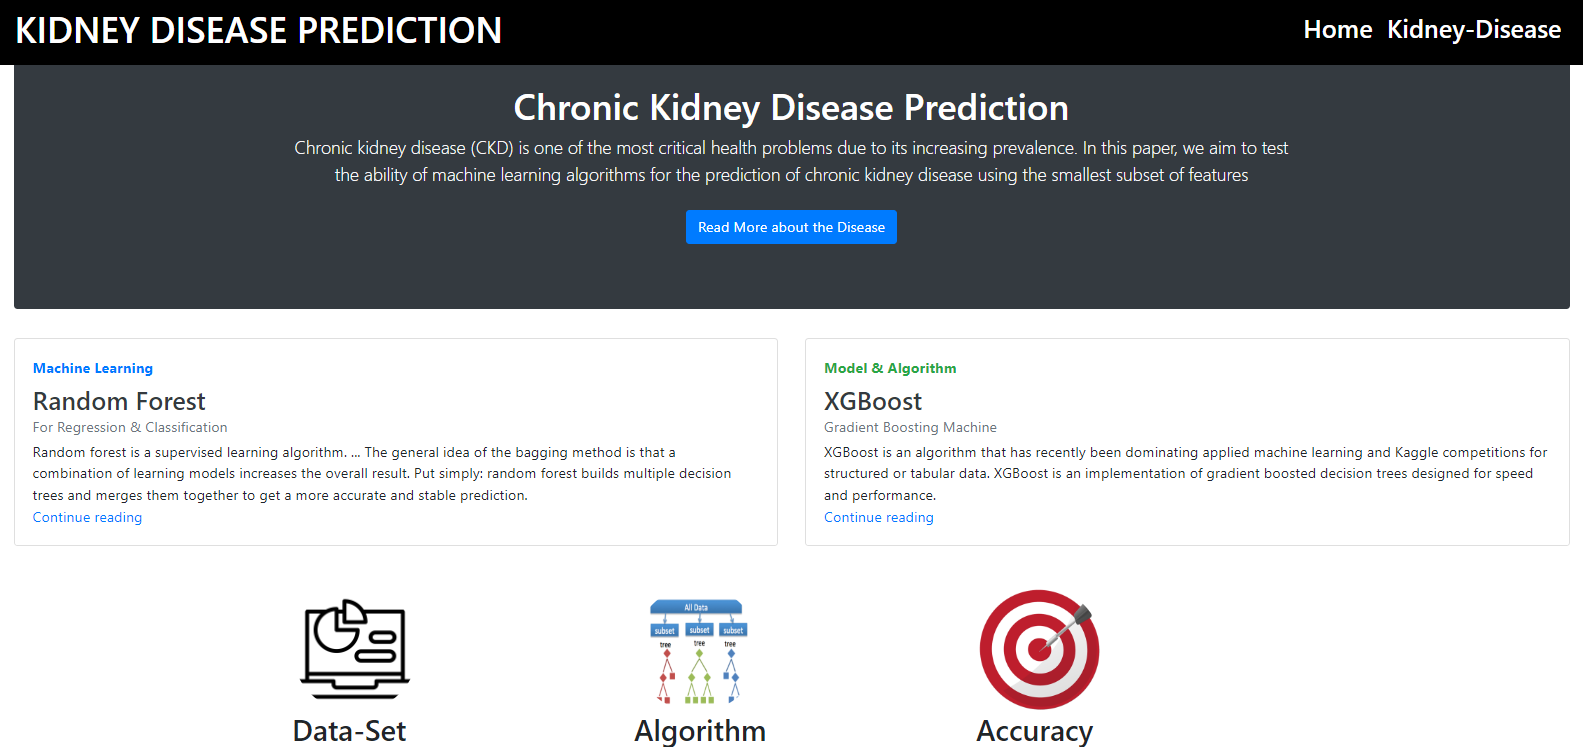 KIDNEY DISEASE PREDICTION
Home Kidney-Disease
Chronic Kidney Disease Prediction
Chronic kidney disease (CKD) is one of the most critical health problems due to its increasing prevalence. In this paper, we aim to test
the ability of machine learning algorithms for the prediction of chronic kidney disease using the smallest subset of features
Read More about the Disease
Machine Learning
Random Forest
For Regression & Classification
Random forest is a supervised learning algorithm. ... The general idea of the bagging method is that a
combination of learning models increases the overall result. Put simply: random forest builds multiple decision
trees and merges them together to get a more accurate and stable prediction.
Continue reading
Model & Algorithm
XGBoost
Gradient Boosting Machine
XGBoost is an algorithm that has recently been dominating applied machine learning and Kaggle competitions for
structured or tabular data. XGBoost is an implementation of gradient boosted decision trees designed for speed
and performance.
Continue reading
All Data
subset subset subset
tree tree tree
Data-Set
Algorithm
Accuracy